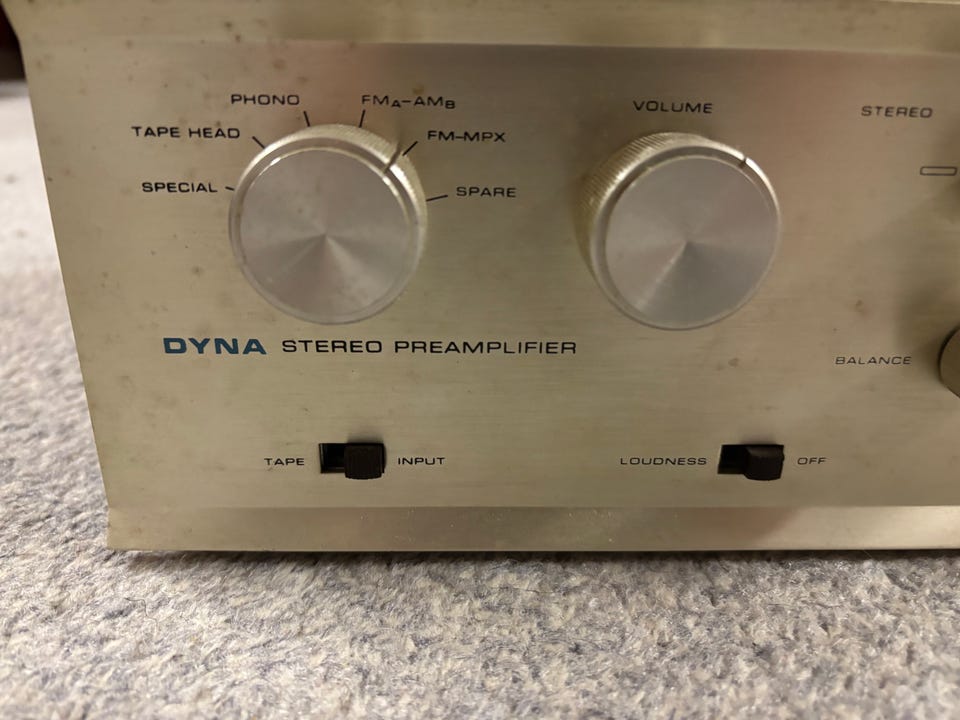 PHONO
FMA-AMB
VOLUME
STEREO
TAPE HEAD
FM-MPX
SPECIAL
SPARE
DYNA STEREO PREAMPLIFIER
BALANCE
TAPE
INPUT
LOUDNESS
OFF